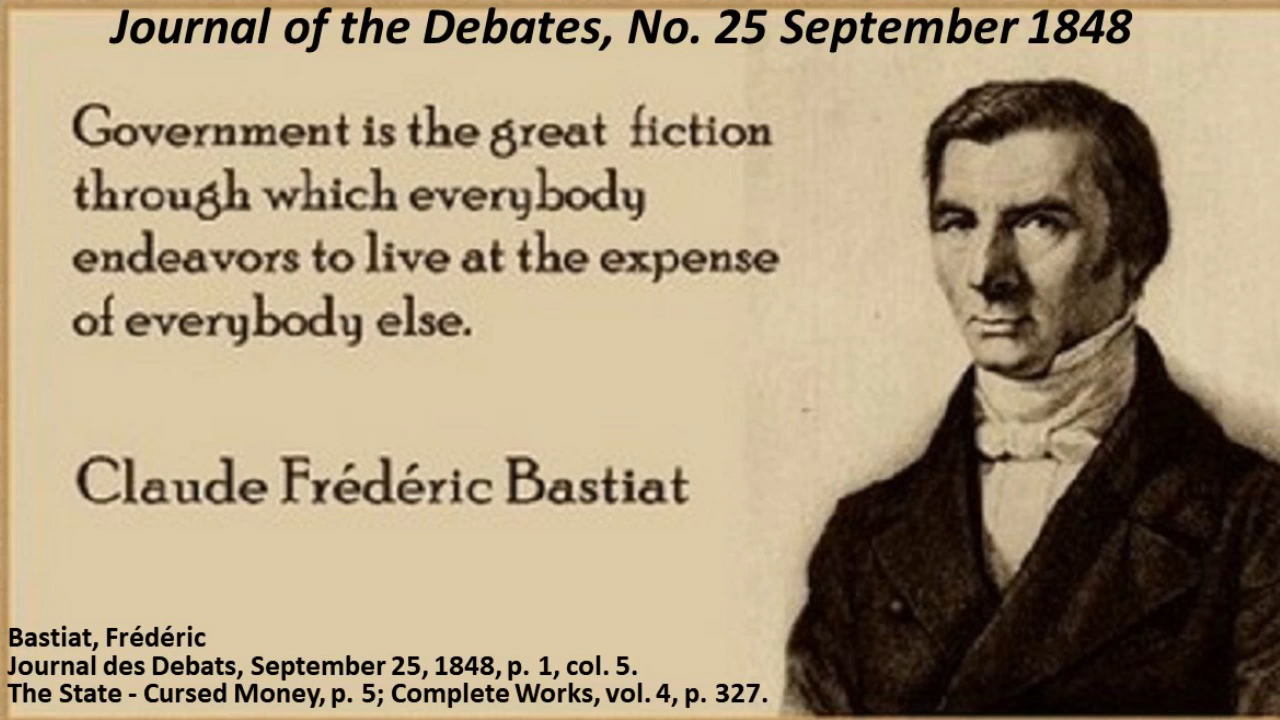 Journal of the Debates, No. 25 September 1848
Government is the great fiction
through which everybody
endeavors to live at the expense
of everybody else.
Claude Frédéric Bastiat
Bastiat, Frédéric
Journal des Debats, September 25, 1848, p. 1, col. 5.
The State - Cursed Money, p. 5; Complete Works, vol. 4, p. 327.